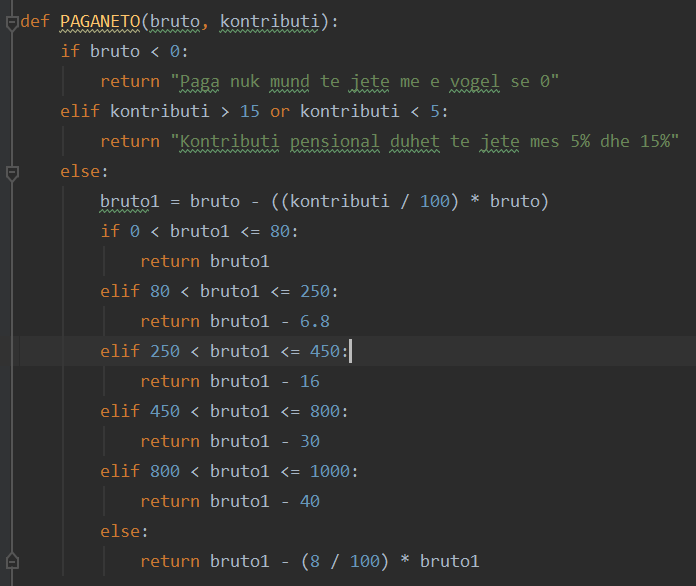 def PAGANETO(bruto, kontributi):
    if bruto < 0:
        return "Paga nuk mund te jete me e vogel se 0"
    elif kontributi > 15 or kontributi < 5:
        return "Kontributi pensional duhet te jete mes 5% dhe 15%"
    else:
        bruto1 = bruto - ((kontributi / 100) * bruto)
        if 0 < bruto1 <= 80:
            return bruto1
        elif 80 < bruto1 <= 250:
            return bruto1 - 6.8
        elif 250 < bruto1 <= 450:
            return bruto1 - 16
        elif 450 < bruto1 <= 800:
            return bruto1 - 30
        elif 800 < bruto1 <= 1000:
            return bruto1 - 40
        else:
            return bruto1 - (8 / 100) * bruto1